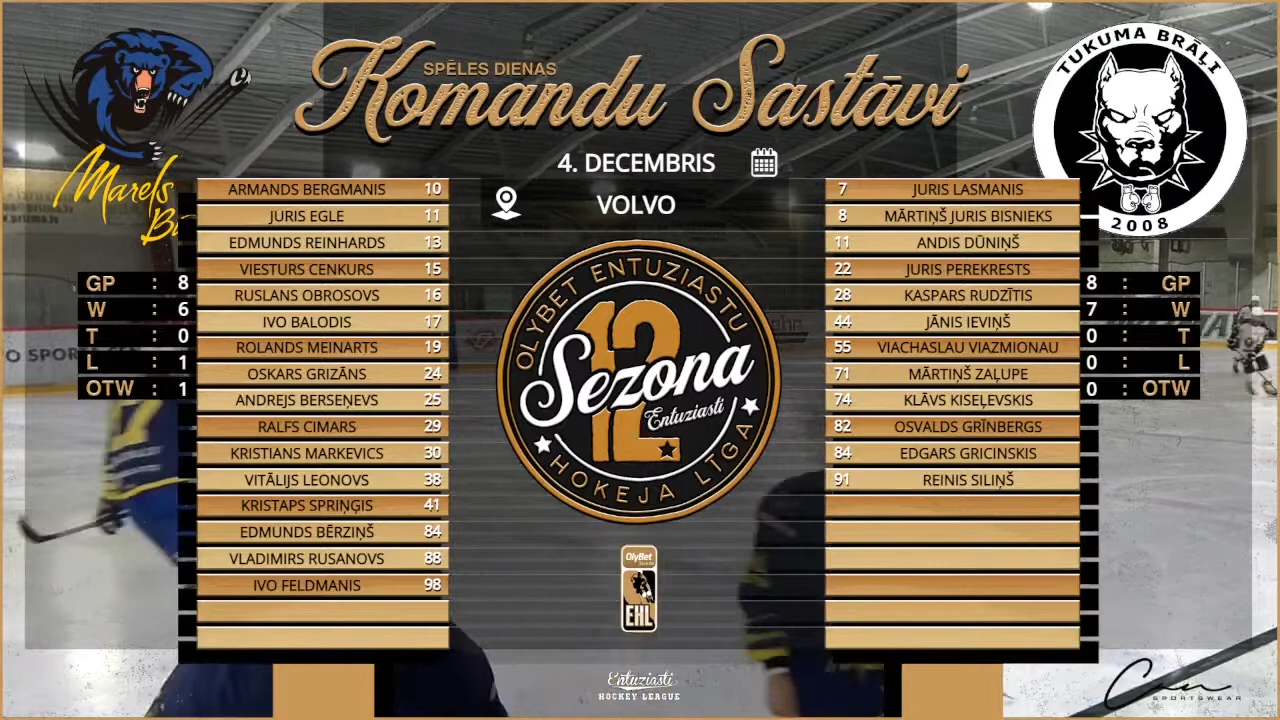 SPĒLES DIENAS
Komandu Sastāvi
4. DECEMBRIS
VOLVO
Marels
TUKUMA BRĀĻI
2008
ARMANDS BERGMANIS 10
JURIS EGLE 11
EDMUNDS REINHARDS 13
VIESTURS CENKURS 15
RUSLANS OBROSOVS 16
IVO BALODIS 17
ROLANDS MEINARTS 19
OSKARS GRIZĀNS 24
ANDREJS BERSEŅEVS 25
RALFS CIMARS 29
KRISTIANS MARKEVICS 30
VITĀLIJS LEONOVS 38
KRISTAPS SPRIŅĢIS 41
EDMUNDS BĒRZIŅŠ 84
VLADIMIRS RUSANOVS 88
IVO FELDMANIS 98
GP : 8
W : 6
T : 0
L : 1
OTW : 1
OLYBET ENTUZIASTU
12
Sezona
Entuziasti
HOKEJA LĪGA
OlyBet
EHL
Entuziasti
HOCKEY LEAGUE
7 JURIS LASMANIS
8 MĀRTIŅŠ JURIS BISNIEKS
11 ANDIS DŪNIŅŠ
22 JURIS PEREKRESTS
28 KASPARS RUDZĪTIS
44 JĀNIS IEVIŅŠ
55 VIACHASLAU VIAZMIONAU
71 MĀRTIŅŠ ZAĻUPE
74 KLĀVS KISEĻEVSKIS
82 OSVALDS GRĪNBERGS
84 EDGARS GRICINSKIS
91 REINIS SILIŅŠ
8 : GP
7 : W
0 : T
0 : L
0 : OTW
SPORTSWEAR